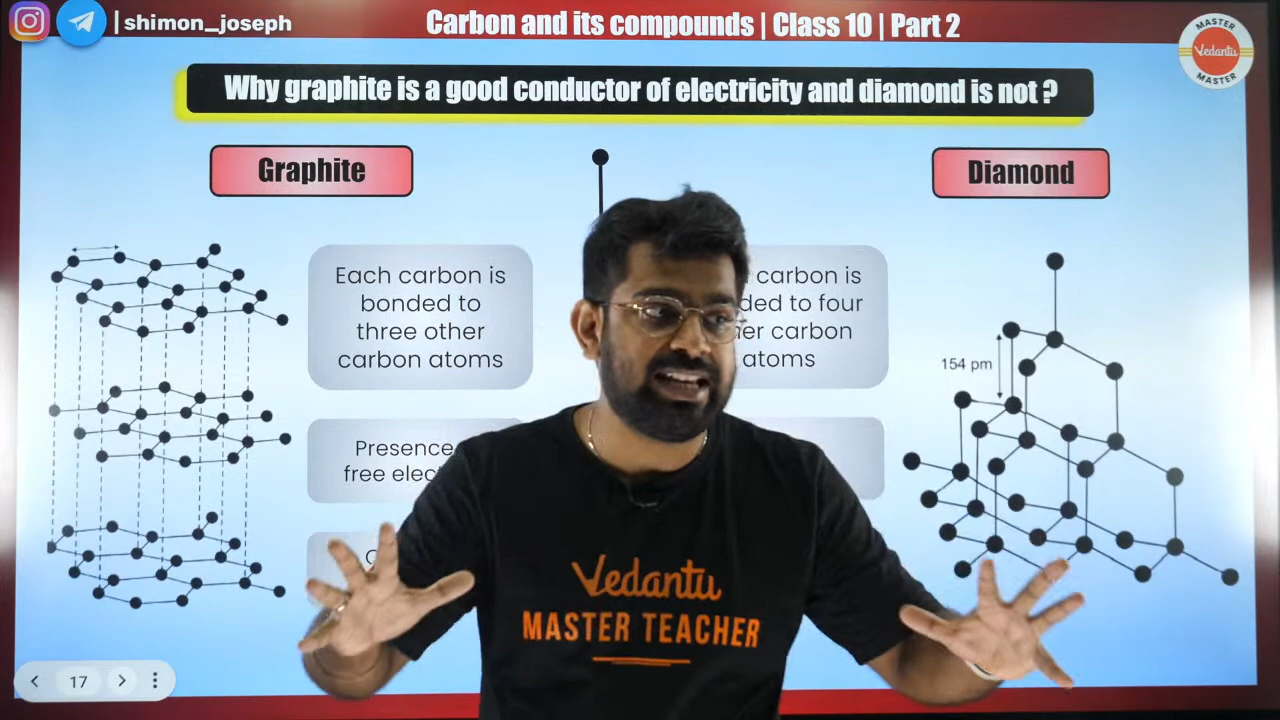 | shimon_joseph
Carbon and its compounds | Class 10 | Part 2
MASTER
Vedantu
MASTER
Why graphite is a good conductor of electricity and diamond is not ?
Graphite
Diamond
Each carbon is
bonded to
three other
carbon atoms
carbon is
to four
carbon
atoms
154 pm
Presence
free
Vedantu
MASTER TEACHER
17